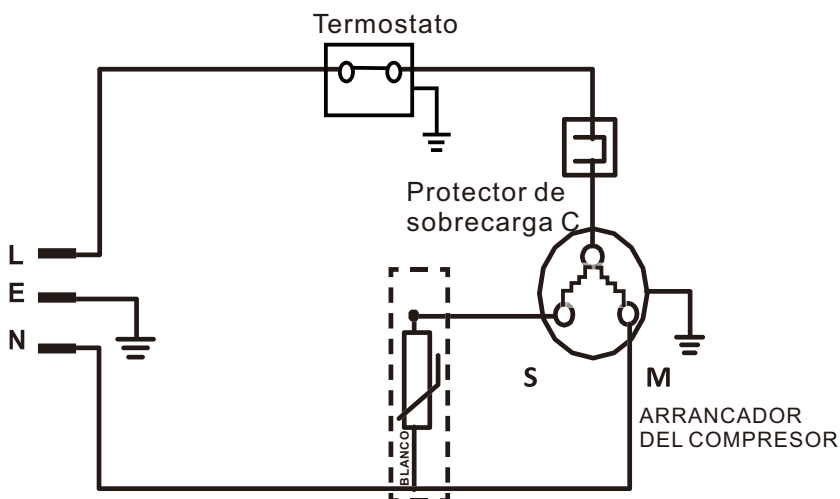 Termostato
Protector de
sobrecarga C
L
E
N
S
M
BLANCO
ARRANCADOR
DEL COMPRESOR